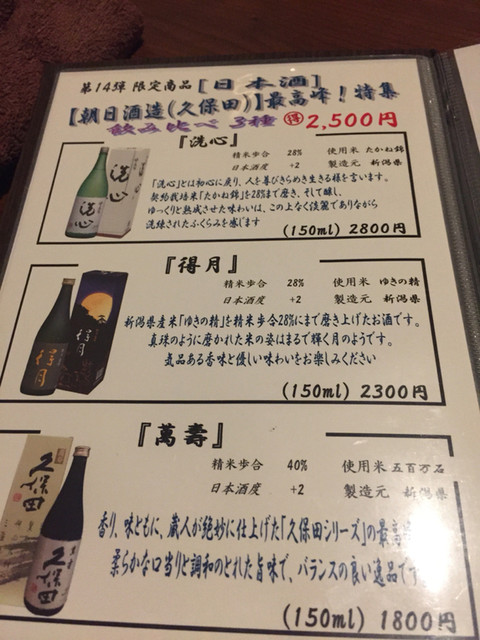 第14弾 限定商品 [日本酒]
[朝日酒造(久保田)]最高峰!特集
飲み比べ3種 得 2,500円
『洗心』
精米歩合 28% 使用米 たかね錦
日本酒度 +2 製造元 新潟県
「洗心」とは初心に戻り、人を尊びきらめき生きる様を言います。
契約栽培米「たかね錦」を28%まで磨き、そして醸し、
ゆっくりと熟成させた味わいは、この上なく淡麗でありながら
洗練されたふくらみを感じます
(150ml) 2800円
洗心
洗心
『得月』
精米歩合 28% 使用米 ゆきの精
日本酒度 +2 製造元 新潟県
新潟県産米「ゆきの精」を精米歩合28%にまで磨き上げたお酒です。
真珠のように磨かれた米の姿はまるで輝く月のようです。
気品ある香味と優しい味わいをお楽しみください
(150ml) 2300円
得月
『萬壽』
精米歩合 40% 使用米 五百万石
日本酒度 +2 製造元 新潟県
香り、味ともに、蔵人が絶妙に仕上げた「久保田シリーズ」の最高
柔らかな口当りと調和のとれた旨味で、バランスの良い逸品です
(150ml) 1800円
久保田
久保田